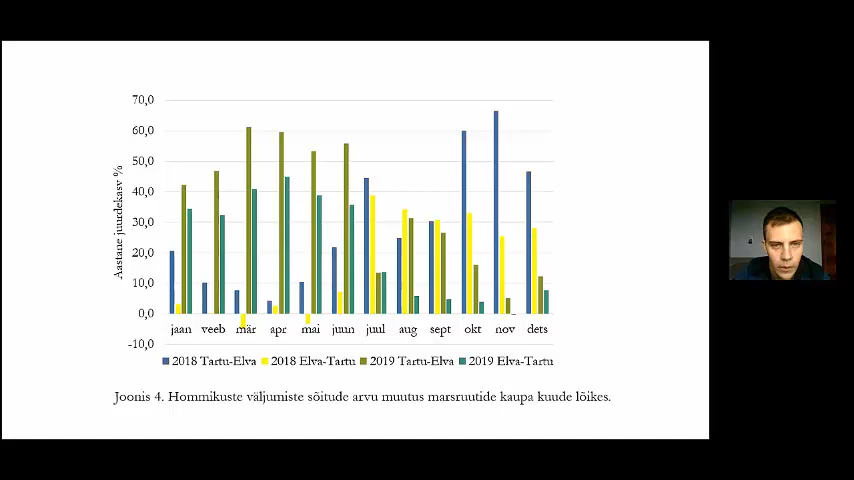 70,0
60,0
50,0
40,0
30,0
20,0
10,0
0,0
-10,0
Aastane juurdekasv %
jaan veeb mär apr mai juun juul aug sept okt nov dets
2018 Tartu-Elva 2018 Elva-Tartu 2019 Tartu-Elva 2019 Elva-Tartu
Joonis 4. Hommikuste väljumiste sõitude arvu muutus marsruutide kaupa kuude lõikes.